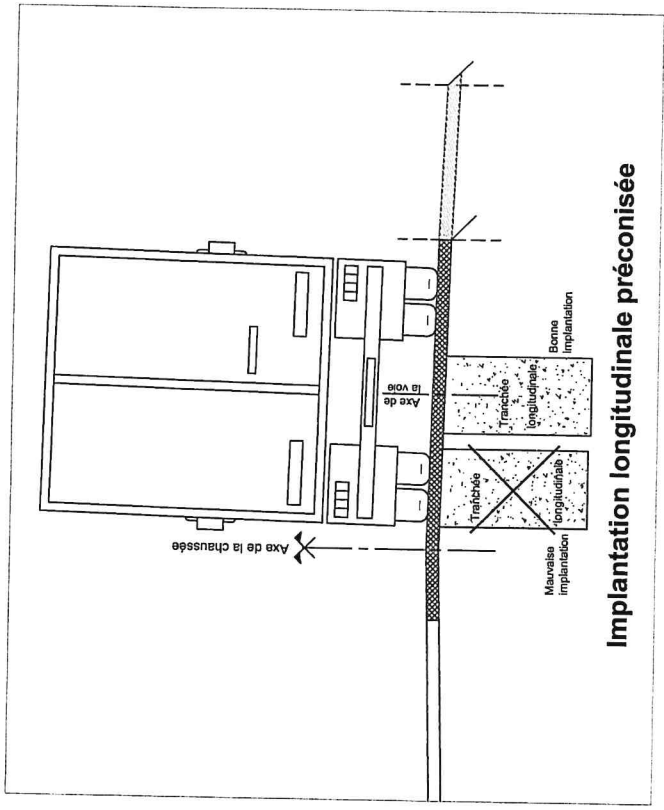 Axe de la chaussée
Axe de
la voie
Tranchée
longitudinale
Tranchée
longitudinale
Mauvaise
implantation
Bonne
Implantation
Implantation longitudinale préconisée